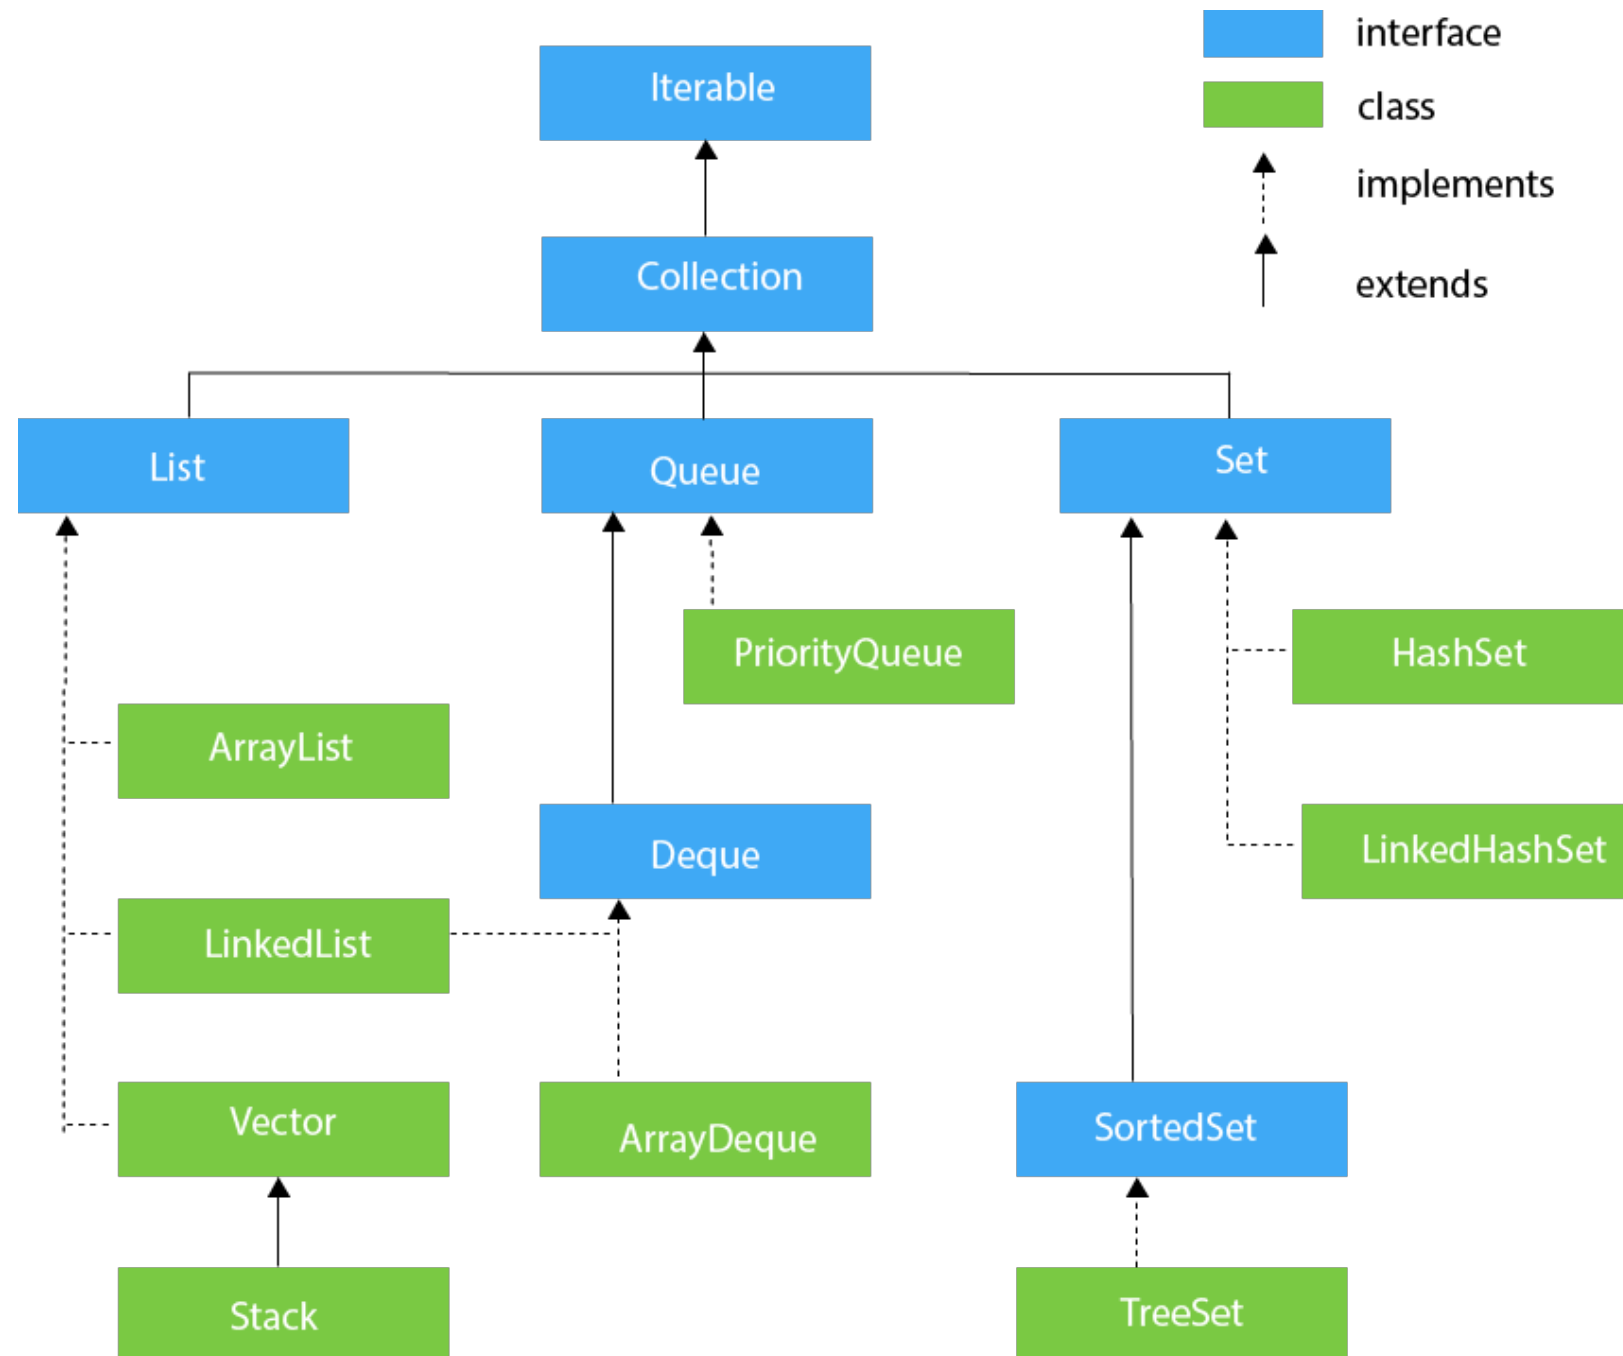 interface
Iterable
class
implements
Collection
extends
List
Queue
Set
PriorityQueue
HashSet
ArrayList
Deque
LinkedHashSet
LinkedList
Vector
ArrayDeque
SortedSet
Stack
TreeSet